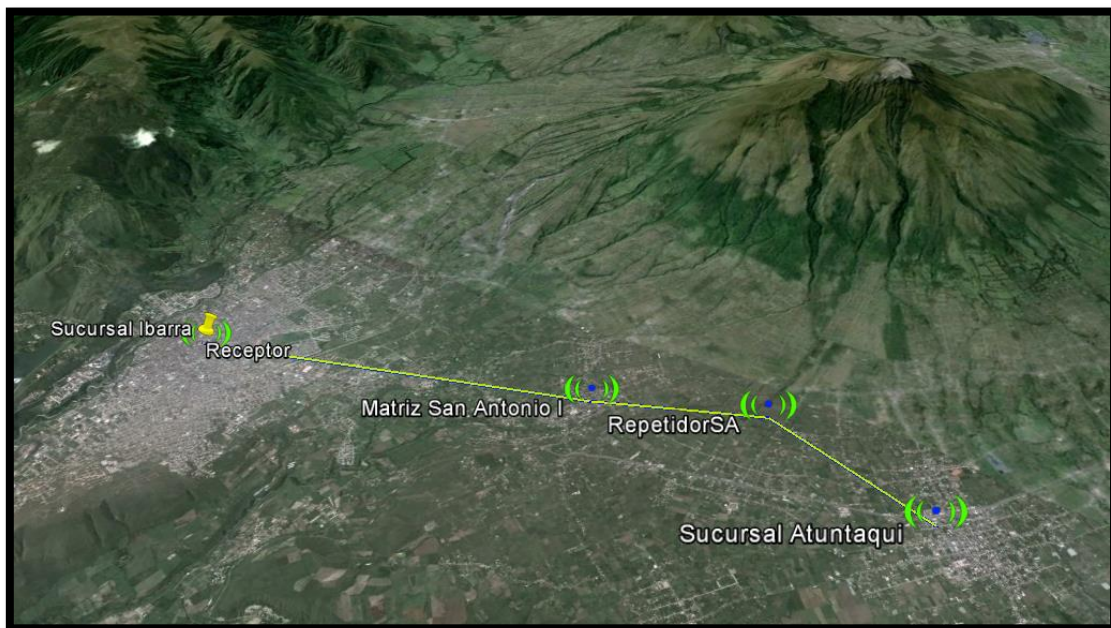 Sucursal Ibarra
Receptor
Matriz San Antonio I
RepetidorSA
Sucursal Atuntaqui